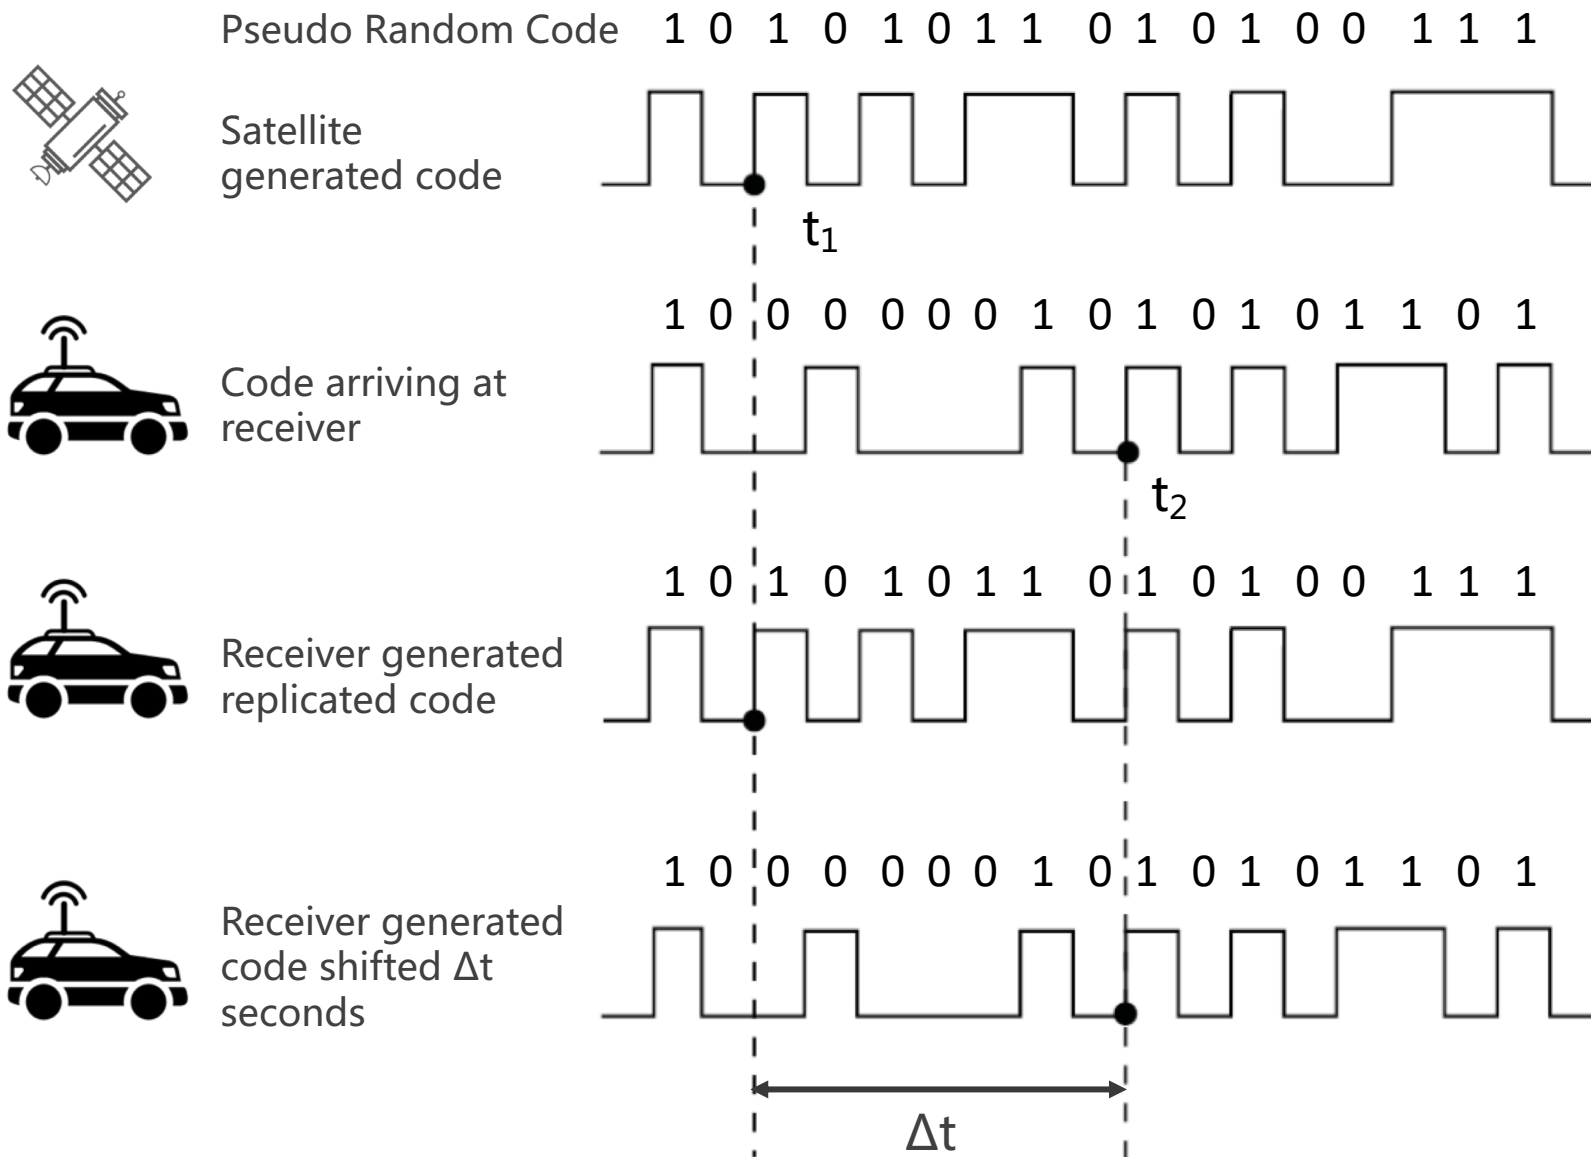 Pseudo Random Code 1 0 1 0 1 0 1 1 0 1 0 1 0 0 1 1 1
Satellite
generated code
t₁
1 0 0 0 0 0 0 1 0 1 0 1 0 1 1 0 1
Code arriving at
receiver
t₂
1 0 1 0 1 0 1 1 0 1 0 1 0 0 1 1 1
Receiver generated
replicated code
1 0 0 0 0 0 0 1 0 1 0 1 0 1 1 0 1
Receiver generated
code shifted Δt
seconds
Δt